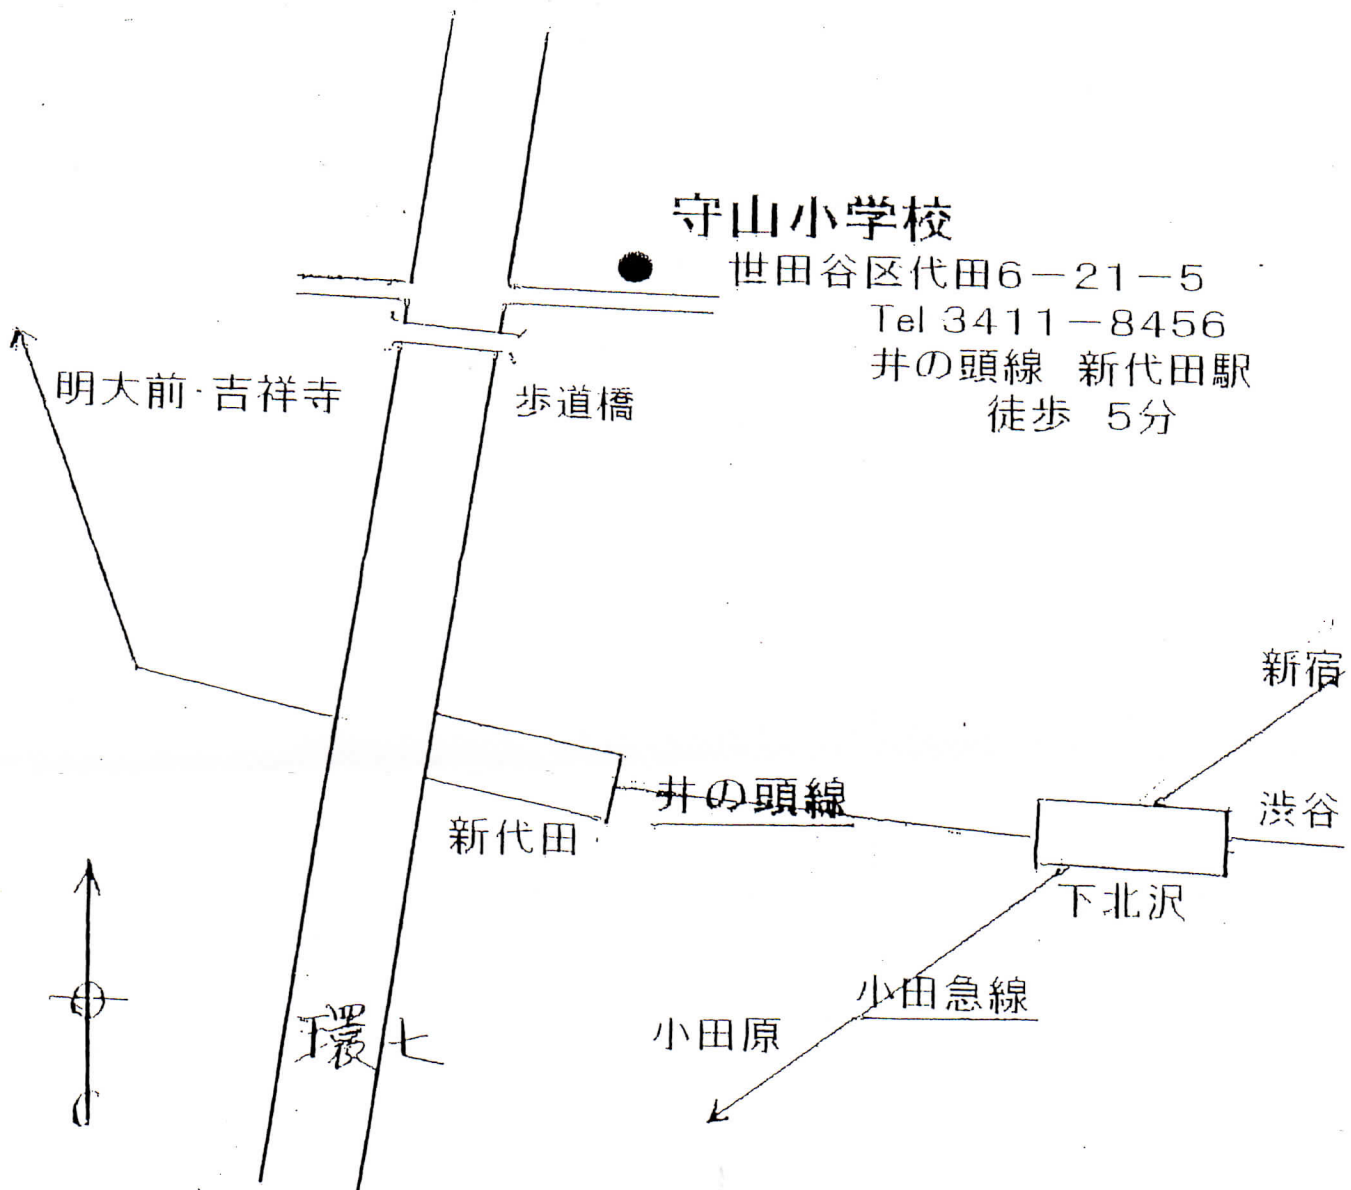 守山小学校
世田谷区代田6−21−5
Tel 3411−8456
井の頭線 新代田駅
徒歩 5分
明大前·吉祥寺
歩道橋
新宿
井の頭線
渋谷
新代田
下北沢
小田急線
小田原
環七